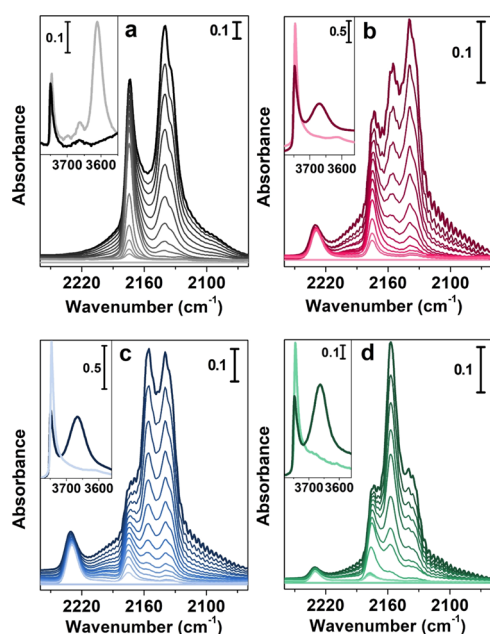 0.1
a
0.1
3700 3600
Absorbance
2220 2160 2100
Wavenumber (cm-1)
0.5
b
0.1
3700 3600
Absorbance
2220 2160 2100
Wavenumber (cm-1)
0.5
c
0.1
3700 3600
Absorbance
2220 2160 2100
Wavenumber (cm-1)
0.1
d
0.1
3700 3600
Absorbance
2220 2160 2100
Wavenumber (cm-1)